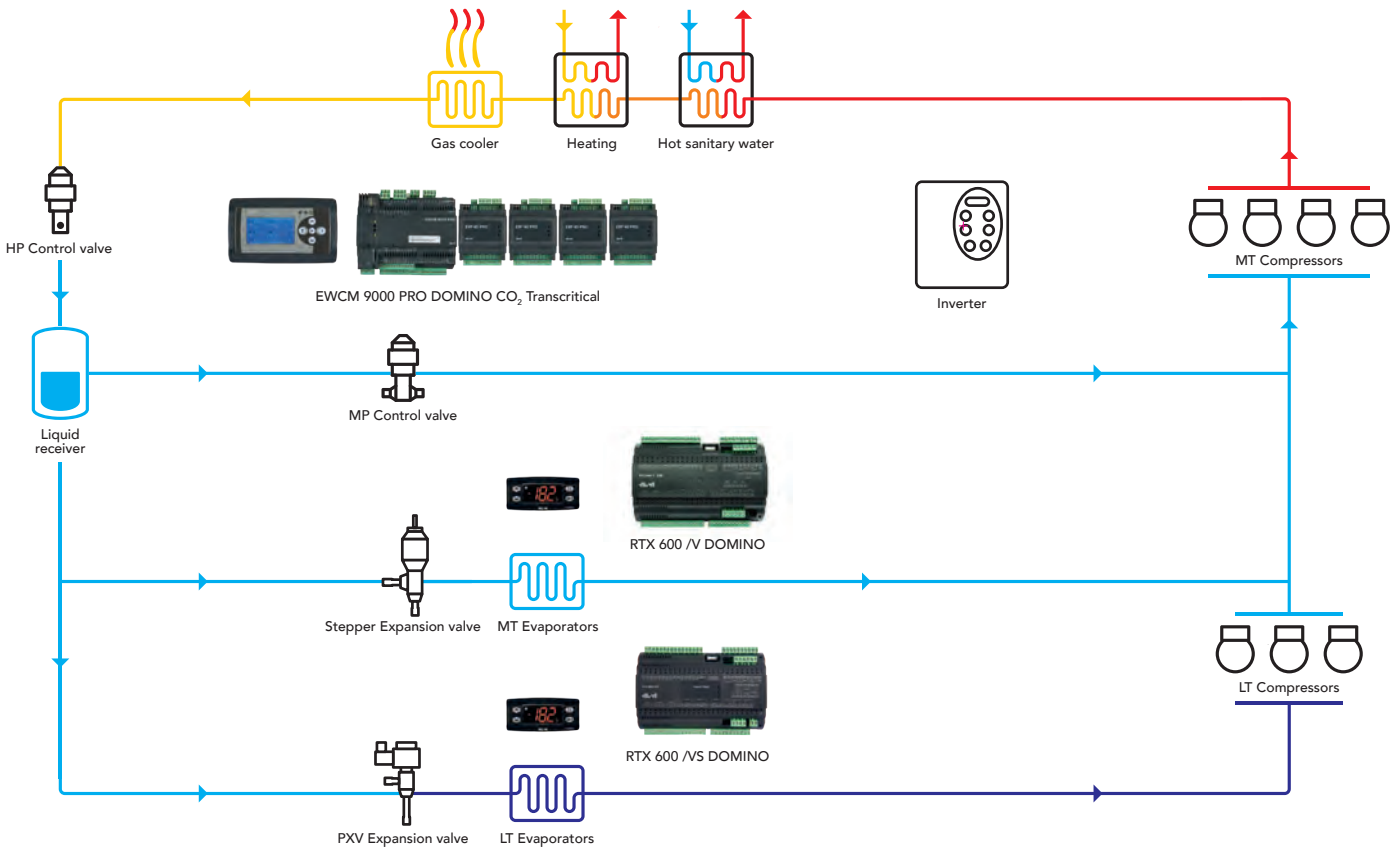 Gas cooler
Heating
Hot sanitary water
HP Control valve
EWCM 9000 PRO DOMINO CO₂ Transcritical
Inverter
MT Compressors
MP Control valve
Liquid
receiver
182
RTX 600 /V DOMINO
Stepper Expansion valve
MT Evaporators
LT Compressors
182
RTX 600 /VS DOMINO
PXV Expansion valve
LT Evaporators